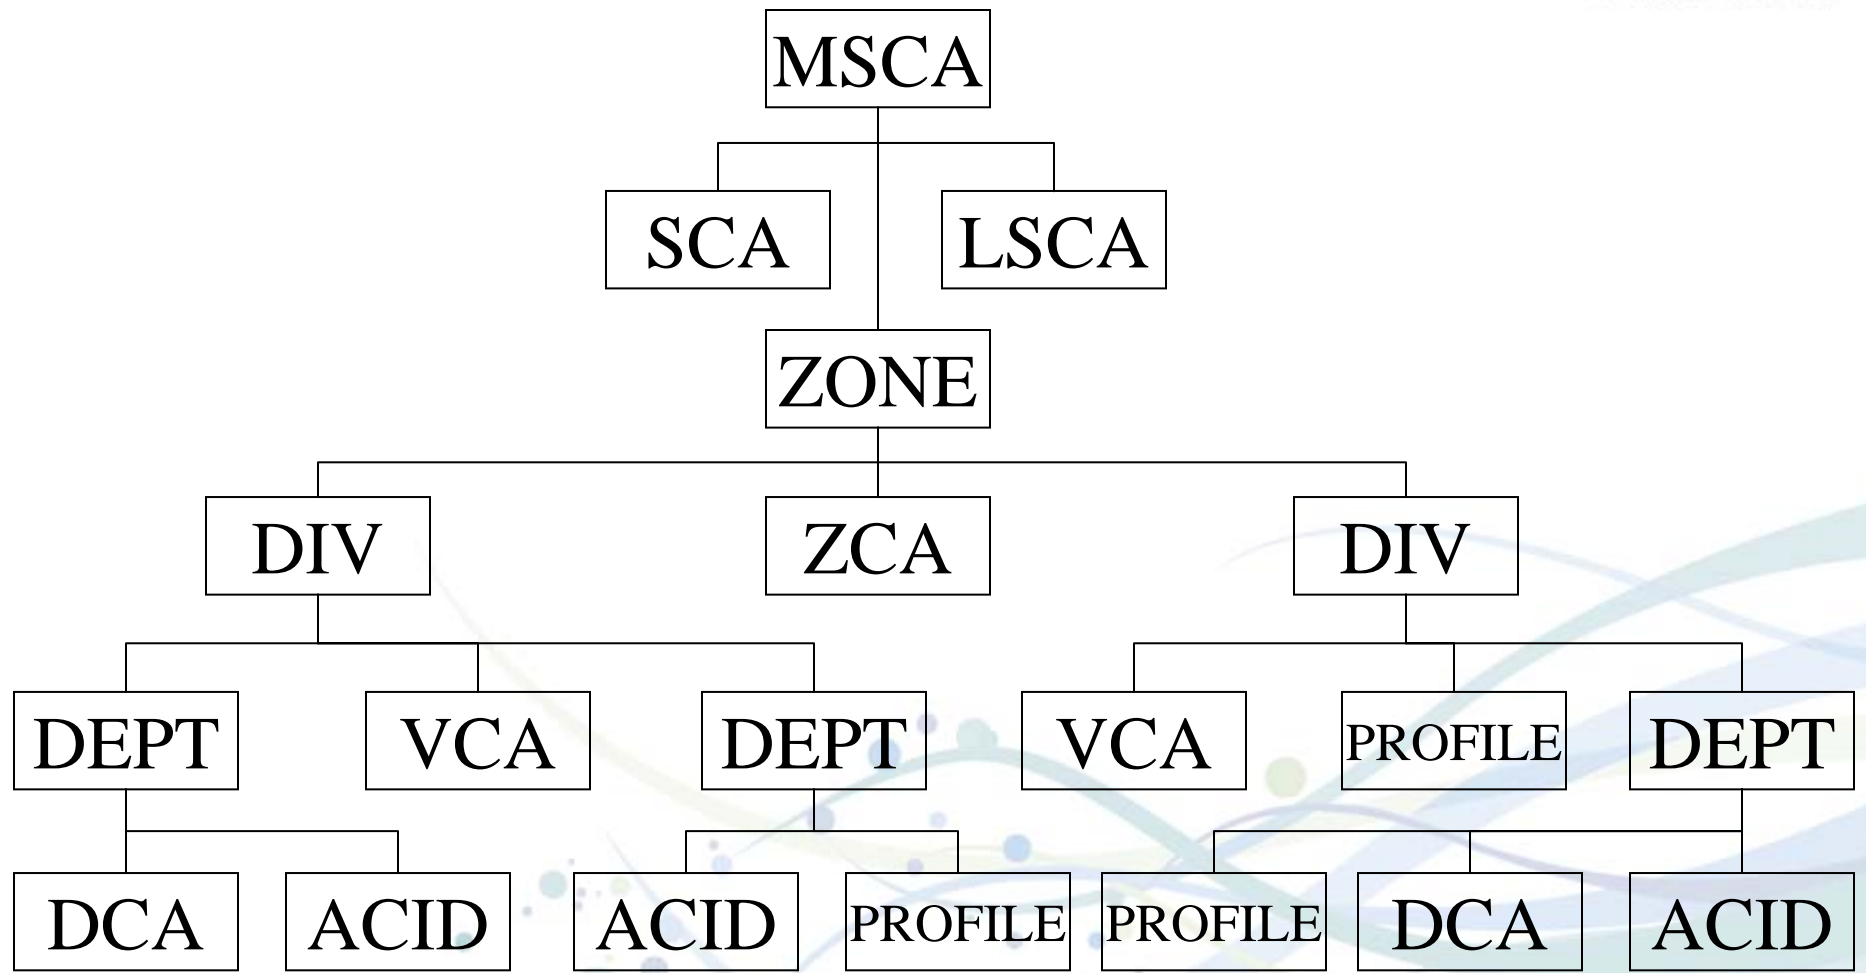 MSCA
SCA LSCA
ZONE
DIV ZCA DIV
DEPT VCA DEPT VCA PROFILE DEPT
DCA ACID ACID PROFILE PROFILE DCA ACID